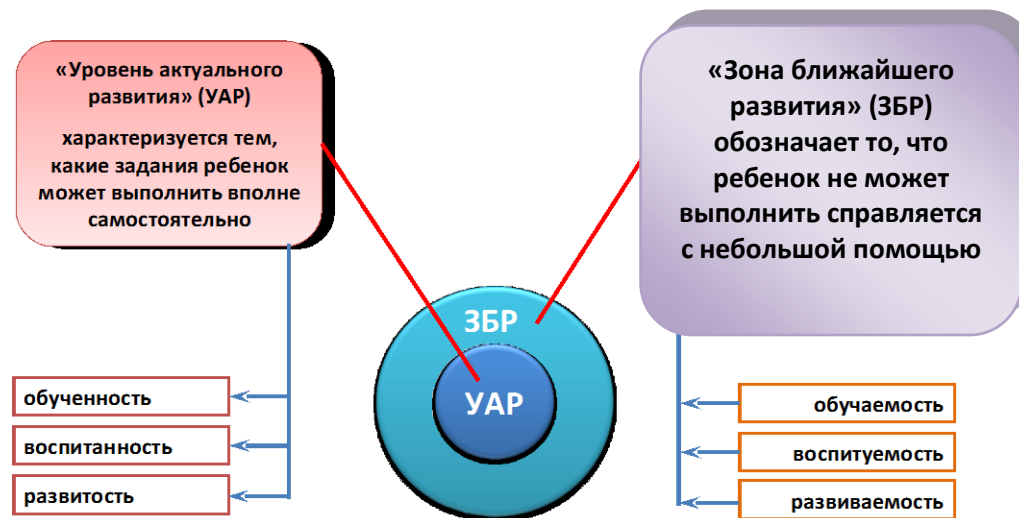 «Уровень актуального
развития» (УАР)
характеризуется тем,
какие задания ребенок
может выполнить вполне
самостоятельно
«Зона ближайшего
развития» (ЗБР)
обозначает то, что
ребенок не может
выполнить справляется
с небольшой помощью
ЗБР
УАР
обученность
воспитанность
развитость
обучаемость
воспитуемость
развиваемость